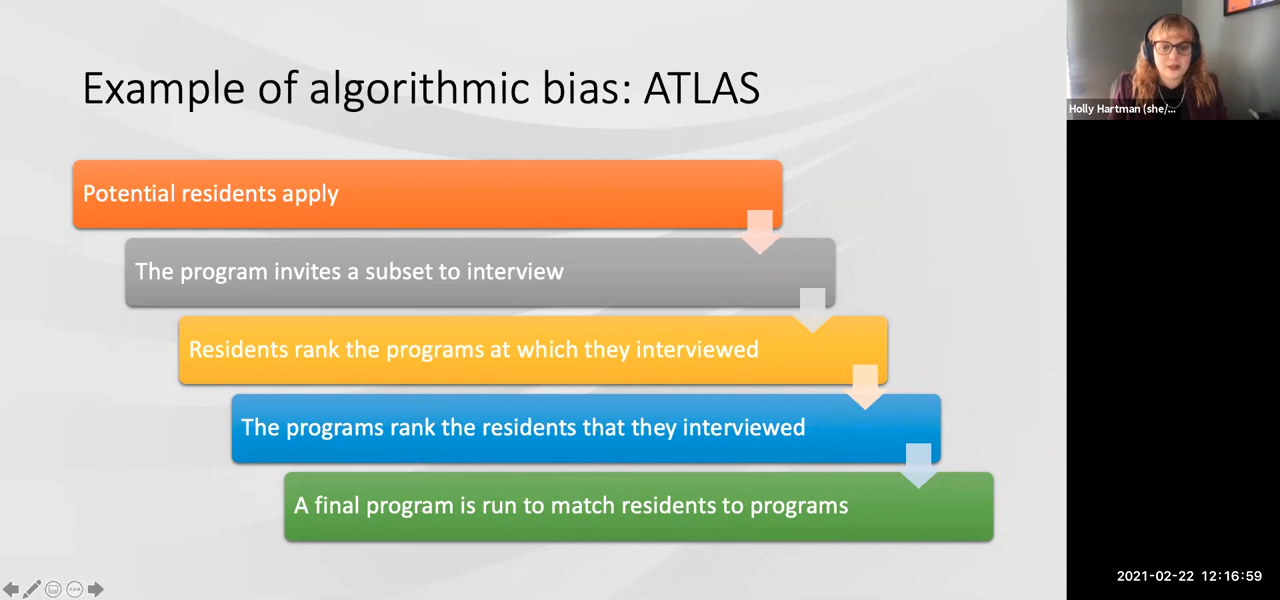 Example of algorithmic bias: ATLAS
Potential residents apply
The program invites a subset to interview
Residents rank the programs at which they interviewed
The programs rank the residents that they interviewed
A final program is run to match residents to programs
Holly Hartman (she/...
2021-02-22 12:16:59